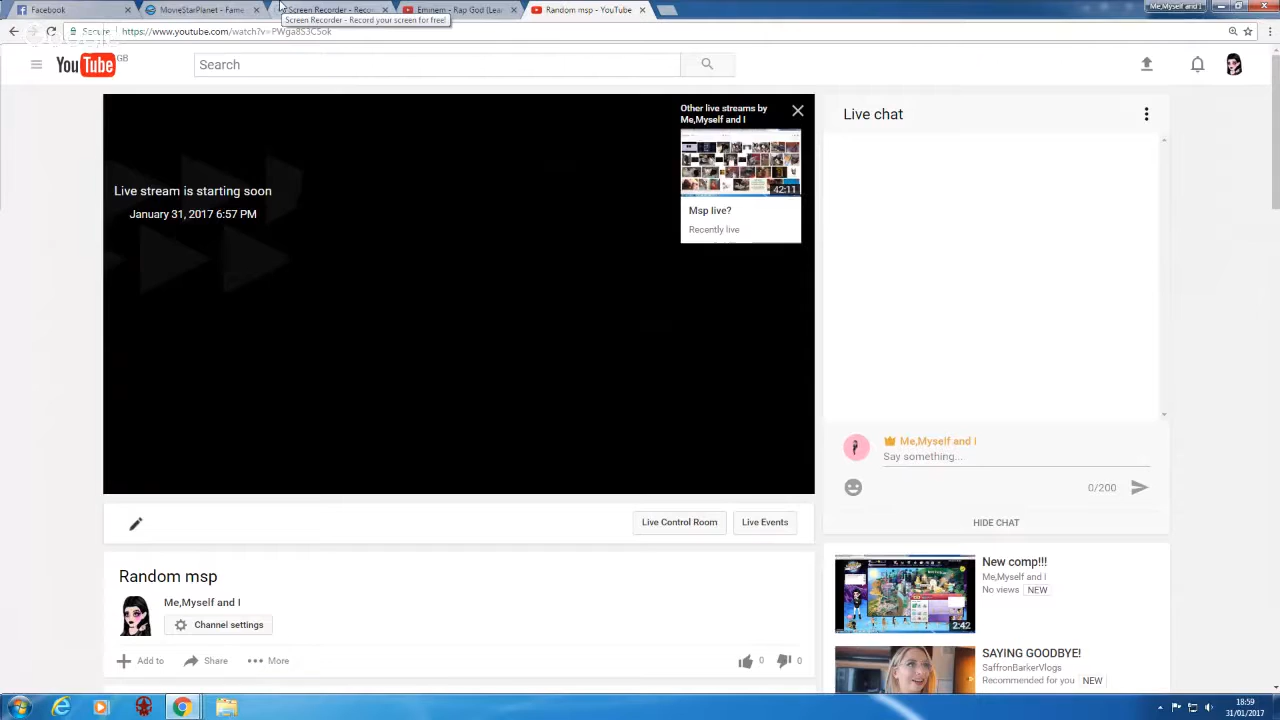 Facebook
MovieStarPlanet - Fame
Screen Recorder - Reco
Eminem - Rap God (Lea
Random msp - YouTube
Me,Myself and I
Screen Recorder - Record your screen for free!
Secure
https://www.youtube.com/watch?v=PWga8S3C5ok
YouTube GB
Search
Other live streams by
Me,Myself and I
42:11
Msp live?
Recently live
Live stream is starting soon
January 31, 2017 6:57 PM
Live chat
Me,Myself and I
Say something...
0/200
HIDE CHAT
Live Control Room
Live Events
Random msp
Me,Myself and I
Channel settings
Add to
Share
More
0
0
2:42
New comp!!!
Me,Myself and I
No views NEW
SAYING GOODBYE!
SaffronBarkerVlogs
Recommended for you NEW
18:59
31/01/2017